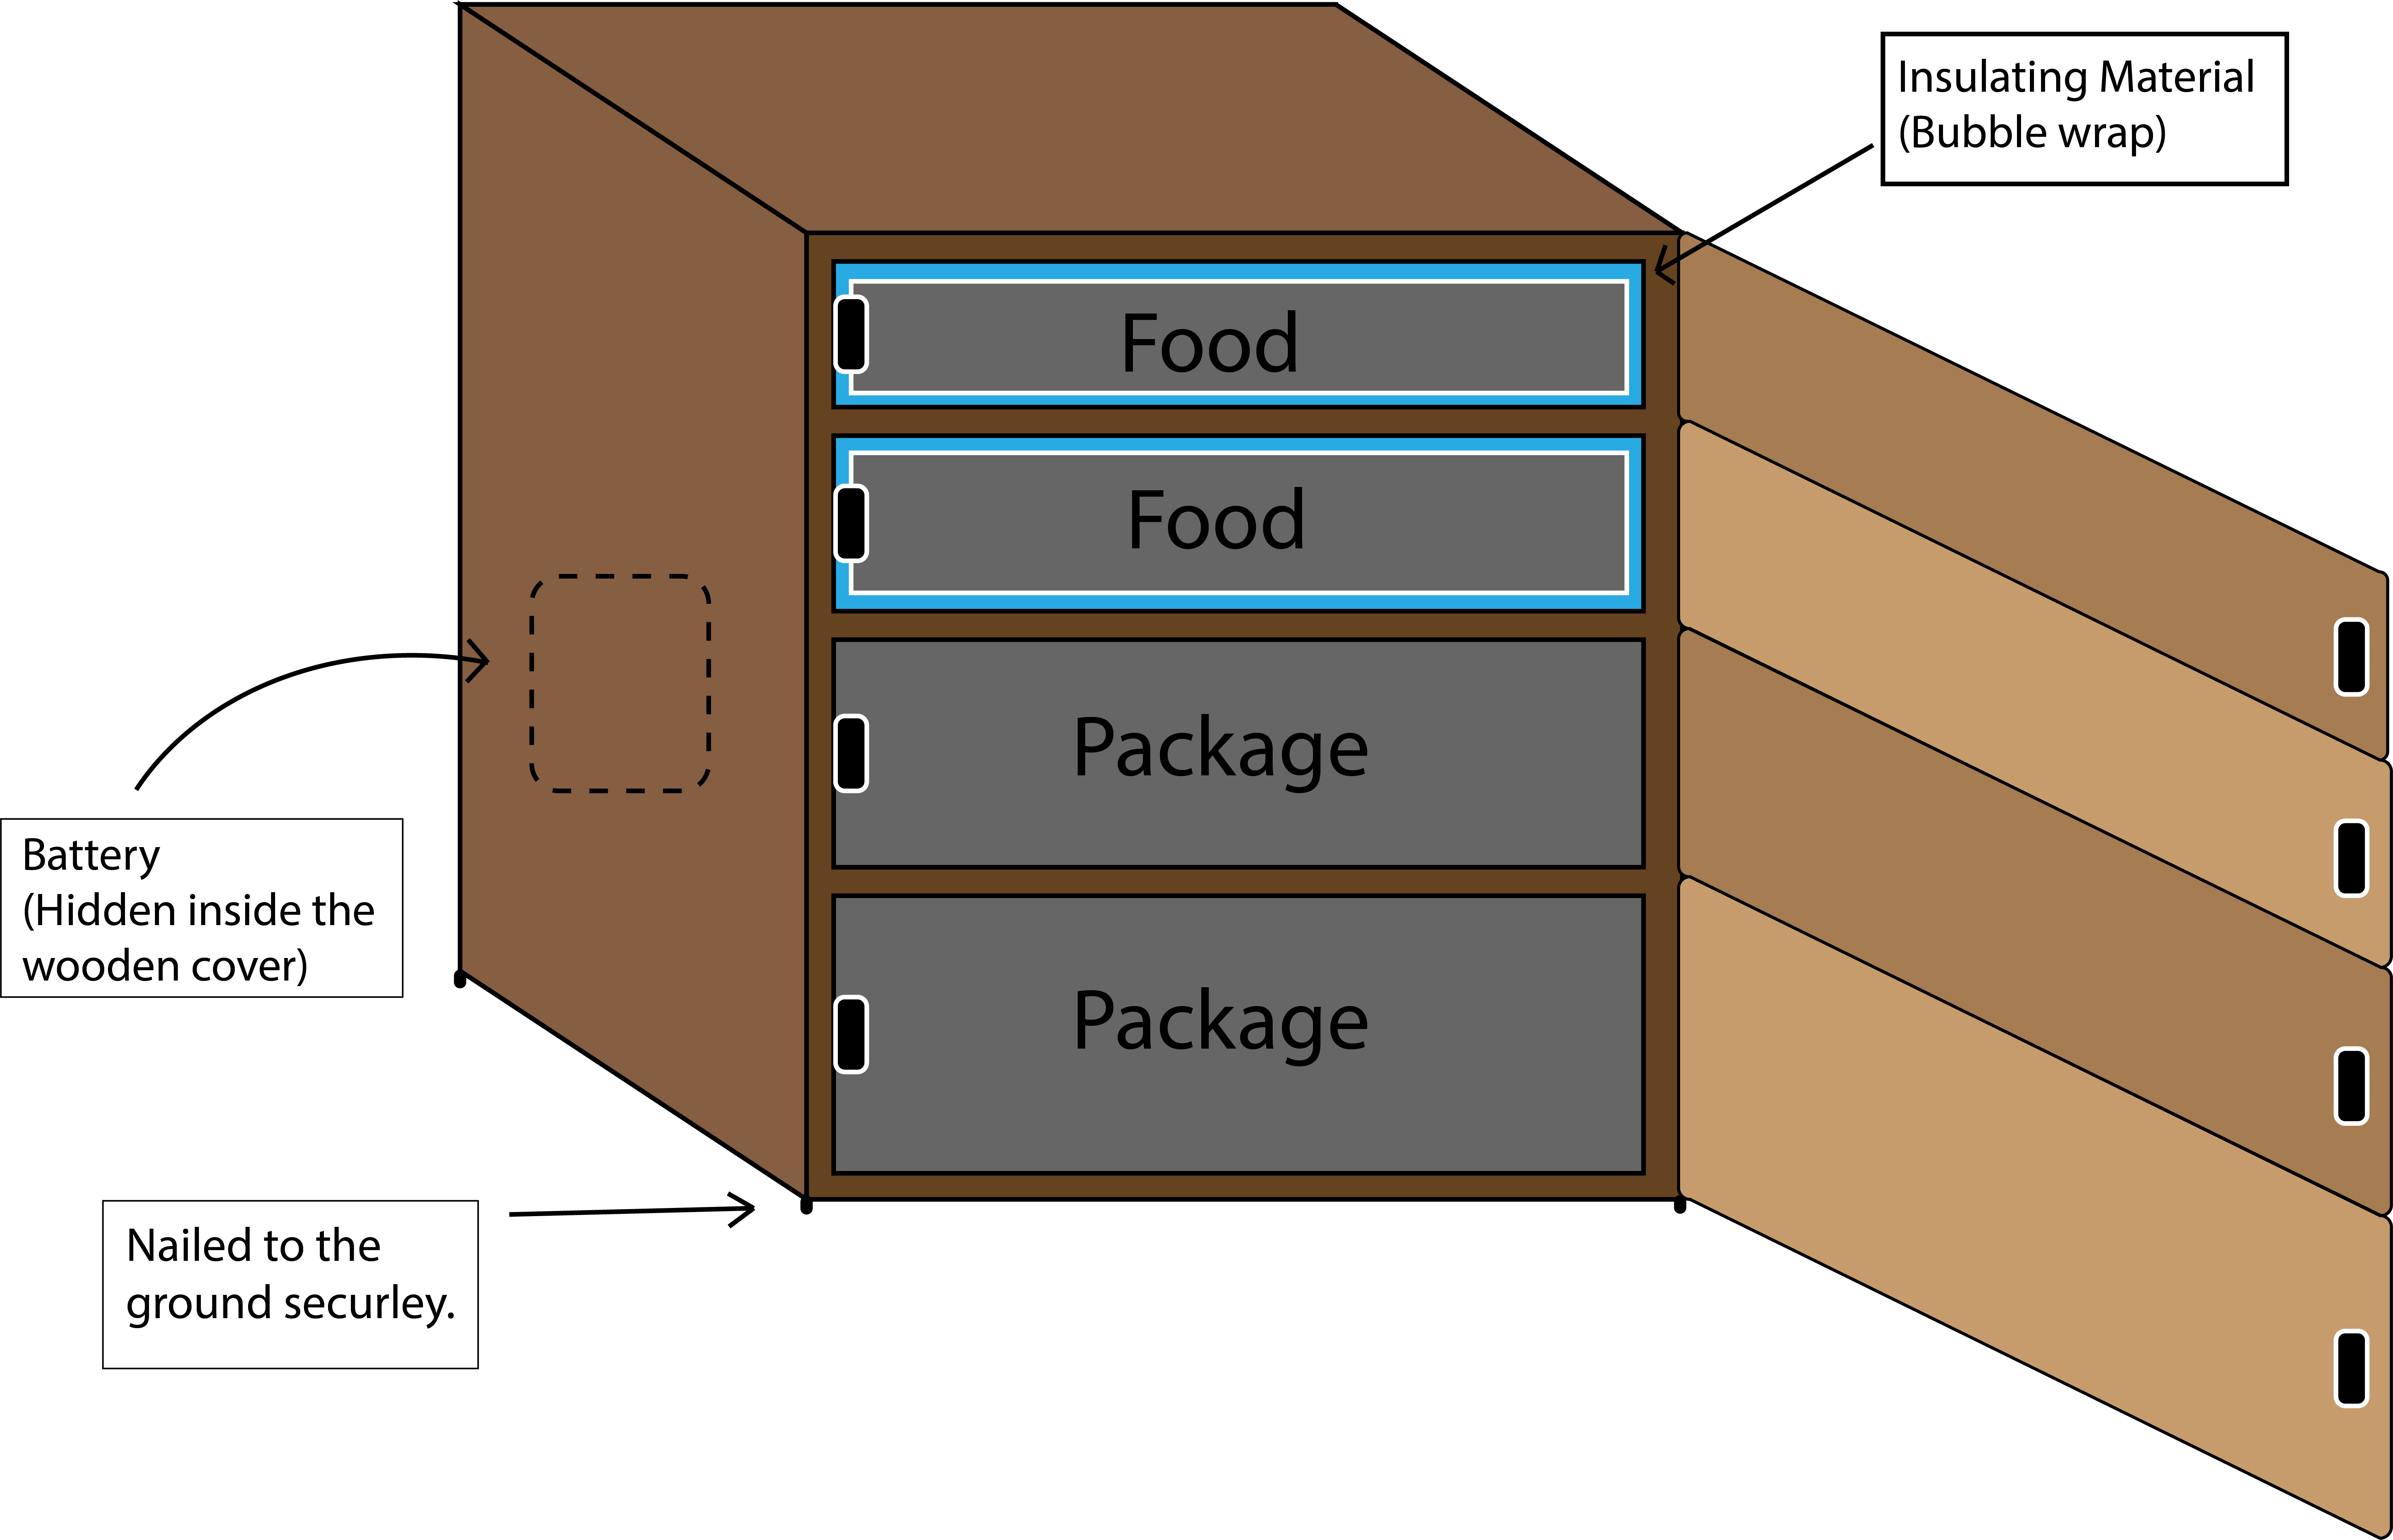 Insulating Material
(Bubble wrap)
Food
Food
Package
Package
Battery
(Hidden inside the
wooden cover)
Nailed to the
ground securley.